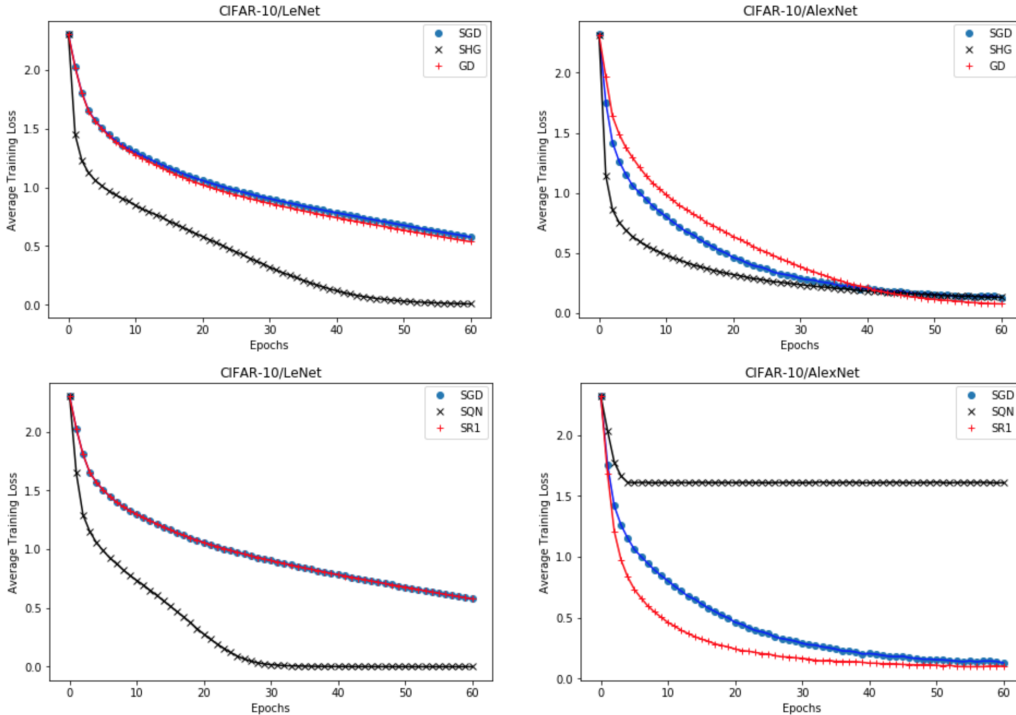 CIFAR-10/LeNet
SGD
SHG
GD
2.0
1.5
1.0
0.5
0.0
Average Training Loss
0 10 20 30 40 50 60
Epochs
CIFAR-10/AlexNet
SGD
SHG
GD
2.0
1.5
1.0
0.5
0.0
Average Training Loss
0 10 20 30 40 50 60
Epochs
CIFAR-10/LeNet
SGD
SQN
SR1
2.0
1.5
1.0
0.5
0.0
Average Training Loss
0 10 20 30 40 50 60
Epochs
CIFAR-10/AlexNet
SGD
SQN
SR1
2.0
1.5
1.0
0.5
0.0
Average Training Loss
0 10 20 30 40 50 60
Epochs